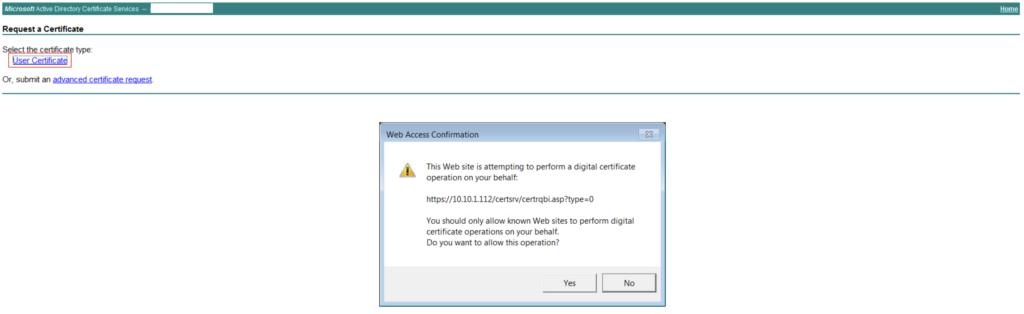 Microsoft Active Directory Certificate Services --
Home
Request a Certificate
Select the certificate type:
User Certificate
Or, submit an advanced certificate request.
Web Access Confirmation
This Web site is attempting to perform a digital certificate
operation on your behalf:
https://10.10.1.112/certsrv/certrqbi.asp?type=0
You should only allow known Web sites to perform digital
certificate operations on your behalf.
Do you want to allow this operation?
Yes
No